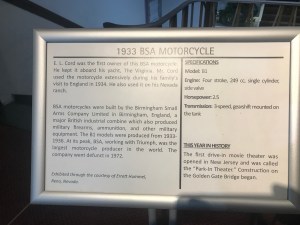 1933 BSA MOTORCYCLE
E. L. Cord was the first owner of this BSA motorcycle.
He kept it aboard his yacht, The Virginia. Mr. Cord
used the motorcycle extensively during his family's
visit to England in 1934. He also used it on his Nevada
ranch.
BSA motorcycles were built by the Birmingham Small
Arms Company Limited in Birmingham, England, a
major British industrial combine which also produced
military firearms, ammunition, and other military
equipment. The B1 models were produced from 1933-
1936. At its peak, BSA, working with Triumph, was the
largest motorcycle producer in the world. The
company went defunct in 1972.
Exhibited through the courtesy of
Reno, Nevada
SPECIFICATIONS
Model: B1
Engine: Four stroke, 249 cc, single cylinder,
side valve
Horsepower: 2.5
Transmission: 3-speed, gearshift mounted on
the tank
THIS YEAR IN HISTORY
The first drive-in movie theater was
opened in New Jersey and was called
the "Park-In Theater." Construction on
the Golden Gate Bridge began.